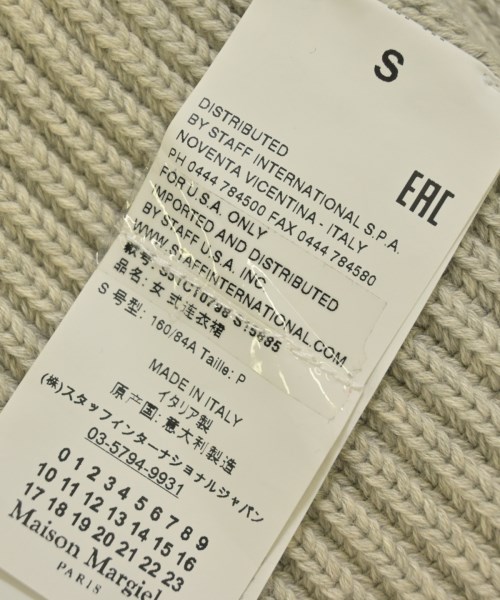 S
EAC
DISTRIBUTED
BY STAFF INTERNATIONAL S.P.A.
NOVENTA VICENTINA - ITALY
PH 0444 784500 FAX 0444 784580
FOR U.S.A. ONLY
IMPORTED AND DISTRIBUTED
BY STAFF U.S.A. INC.
WWW.STAFFINTERNATIONAL.COM
款号:
品名: 女式连衣裙
S 号型: 160/84A Taille: P
MADE IN ITALY
イタリア製
原产国: 意大利製造
(株)スタッフインターナショナルジャパン
03-5794-9931
0 1 2 3 4 5 6 7 8 9
10 11 12 13 14 15 16
17 18 19 20 21 22 23
Maison Margiel
PARIS